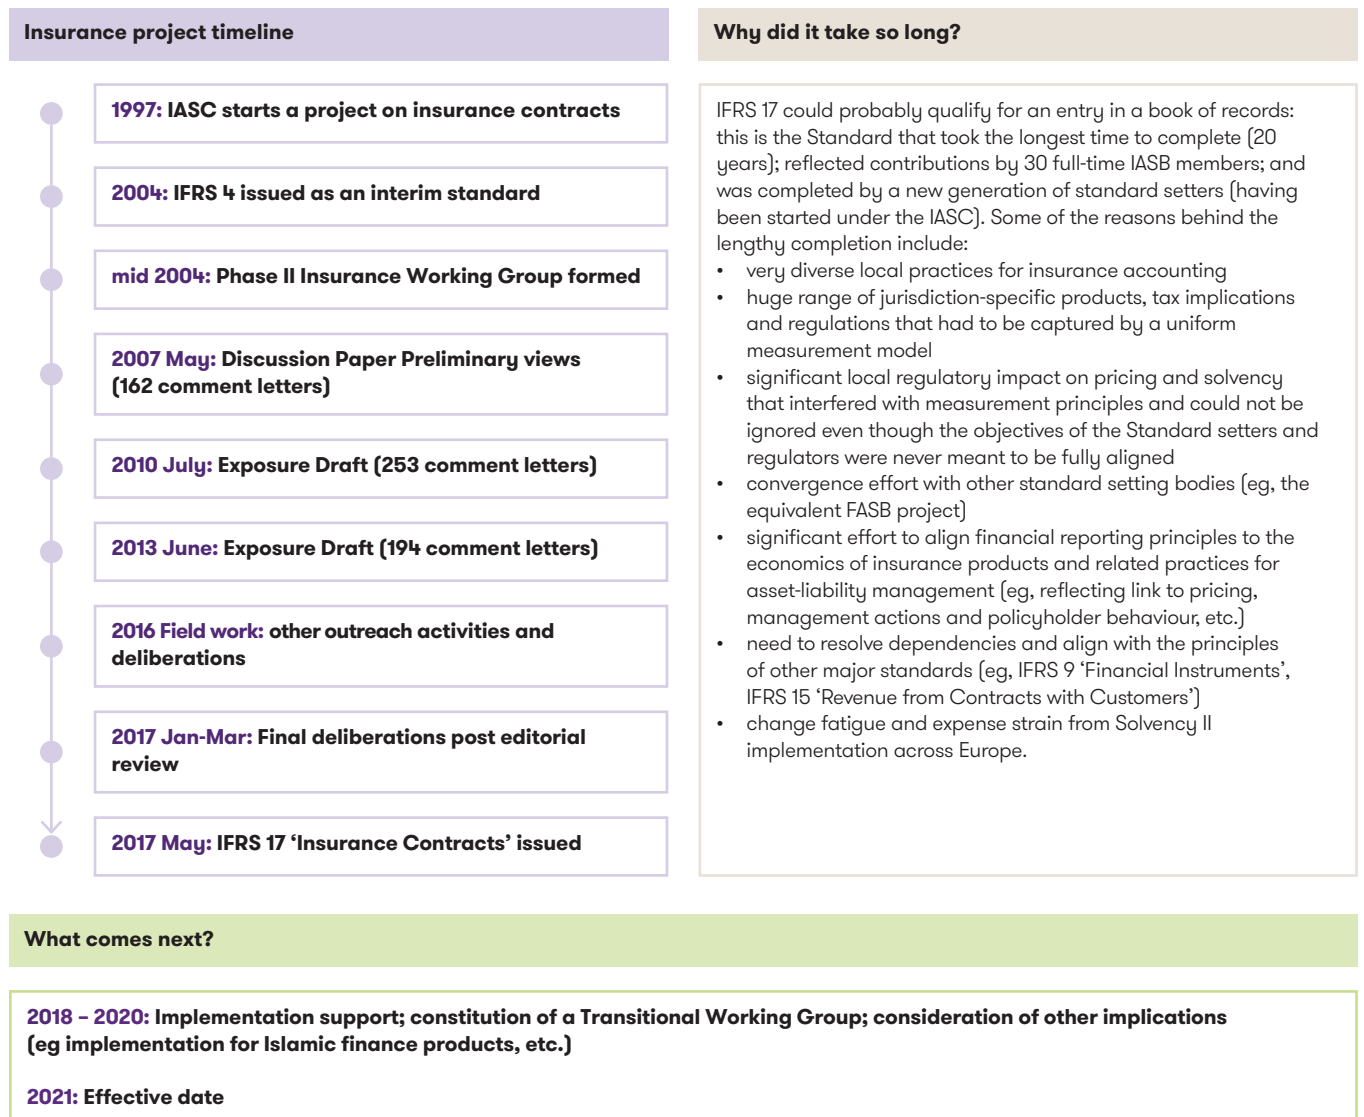 Insurance project timeline
1997: IASC starts a project on insurance contracts
2004: IFRS 4 issued as an interim standard
mid 2004: Phase II Insurance Working Group formed
2007 May: Discussion Paper Preliminary views
(162 comment letters)
2010 July: Exposure Draft (253 comment letters)
2013 June: Exposure Draft (194 comment letters)
2016 Field work: other outreach activities and
deliberations
2017 Jan-Mar: Final deliberations post editorial
review
2017 May: IFRS 17 ‘Insurance Contracts’ issued
Why did it take so long?
IFRS 17 could probably qualify for an entry in a book of records:
this is the Standard that took the longest time to complete (20
years); reflected contributions by 30 full-time IASB members; and
was completed by a new generation of standard setters (having
been started under the IASC). Some of the reasons behind the
lengthy completion include:
• very diverse local practices for insurance accounting
• huge range of jurisdiction-specific products, tax implications
and regulations that had to be captured by a uniform
measurement model
• significant local regulatory impact on pricing and solvency
that interfered with measurement principles and could not be
ignored even though the objectives of the Standard setters and
regulators were never meant to be fully aligned
• convergence effort with other standard setting bodies (eg, the
equivalent FASB project)
• significant effort to align financial reporting principles to the
economics of insurance products and related practices for
asset-liability management (eg, reflecting link to pricing,
management actions and policyholder behaviour, etc.)
• need to resolve dependencies and align with the principles
of other major standards (eg, IFRS 9 ‘Financial Instruments’,
IFRS 15 ‘Revenue from Contracts with Customers’)
• change fatigue and expense strain from Solvency II
implementation across Europe.
What comes next?
2018 – 2020: Implementation support; constitution of a Transitional Working Group; consideration of other implications
(eg implementation for Islamic finance products, etc.)
2021: Effective date